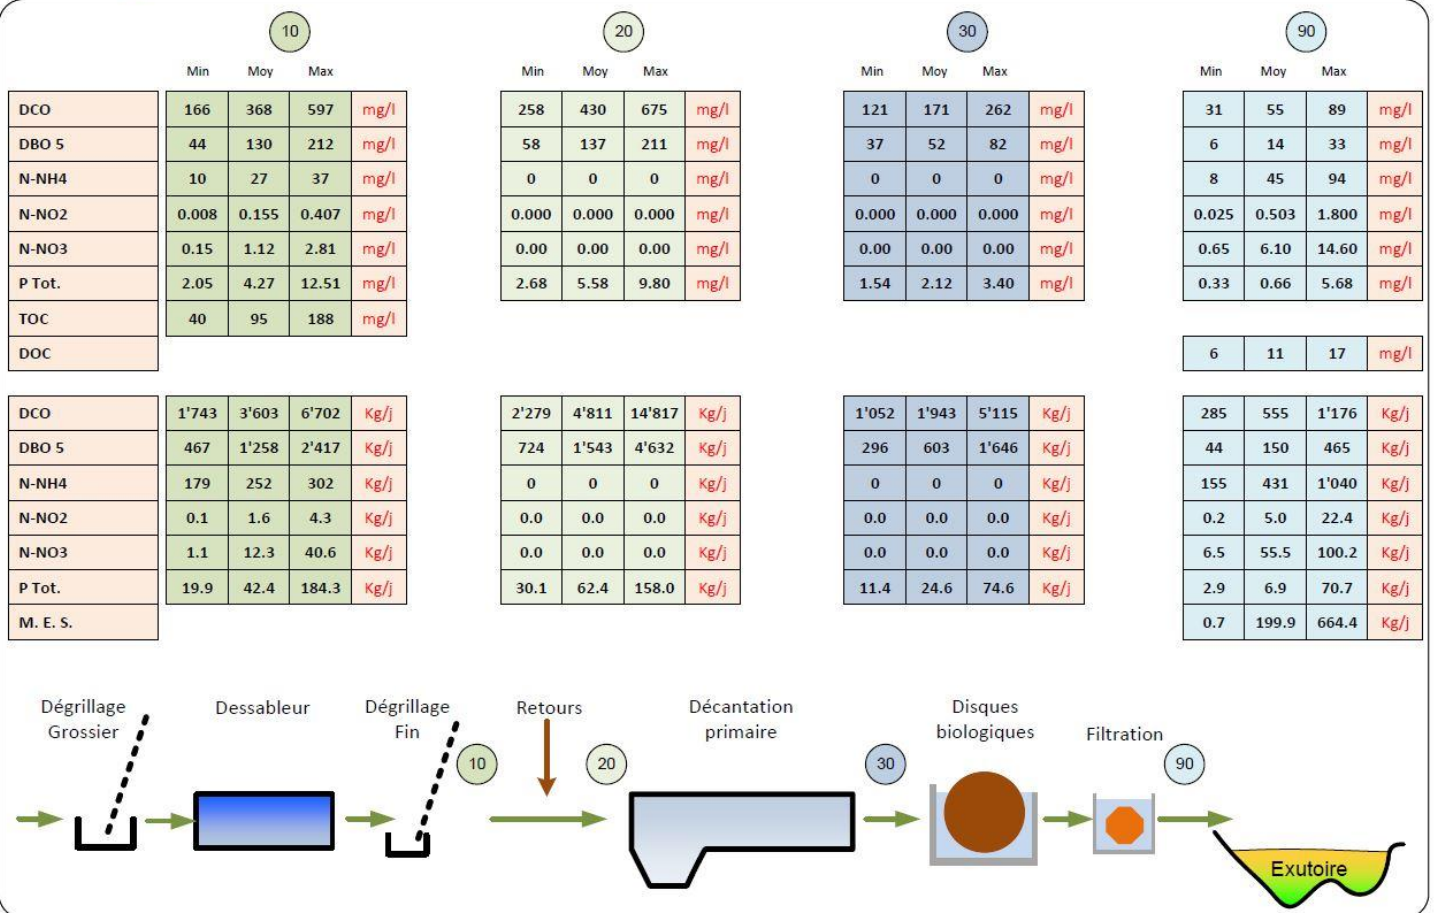 10 20 30 90
Min Moy Max Min Moy Max Min Moy Max Min Moy Max
DCO 166 368 597 mg/l 258 430 675 mg/l 121 171 262 mg/l 31 55 89 mg/l
DBO 5 44 130 212 mg/l 58 137 211 mg/l 37 52 82 mg/l 6 14 33 mg/l
N-NH4 10 27 37 mg/l 0 0 0 mg/l 0 0 0 mg/l 8 45 94 mg/l
N-NO2 0.008 0.155 0.407 mg/l 0.000 0.000 0.000 mg/l 0.000 0.000 0.000 mg/l 0.025 0.503 1.800 mg/l
N-NO3 0.15 1.12 2.81 mg/l 0.00 0.00 0.00 mg/l 0.00 0.00 0.00 mg/l 0.65 6.10 14.60 mg/l
P Tot. 2.05 4.27 12.51 mg/l 2.68 5.58 9.80 mg/l 1.54 2.12 3.40 mg/l 0.33 0.66 5.68 mg/l
TOC 40 95 188 mg/l
DOC 6 11 17 mg/l
DCO 1'743 3'603 6'702 Kg/j 2'279 4'811 14'817 Kg/j 1'052 1'943 5'115 Kg/j 285 555 1'176 Kg/j
DBO 5 467 1'258 2'417 Kg/j 724 1'543 4'632 Kg/j 296 603 1'646 Kg/j 44 150 465 Kg/j
N-NH4 179 252 302 Kg/j 0 0 0 Kg/j 0 0 0 Kg/j 155 431 1'040 Kg/j
N-NO2 0.1 1.6 4.3 Kg/j 0.0 0.0 0.0 Kg/j 0.0 0.0 0.0 Kg/j 0.2 5.0 22.4 Kg/j
N-NO3 1.1 12.3 40.6 Kg/j 0.0 0.0 0.0 Kg/j 0.0 0.0 0.0 Kg/j 6.5 55.5 100.2 Kg/j
P Tot. 19.9 42.4 184.3 Kg/j 30.1 62.4 158.0 Kg/j 11.4 24.6 74.6 Kg/j 2.9 6.9 70.7 Kg/j
M. E. S. 0.7 199.9 664.4 Kg/j
Dégrillage
Grossier
Dessableur
Dégrillage
Fin
10
Retours
20
Décantation
primaire
30
Disques
biologiques
Filtration
90
Exutoire